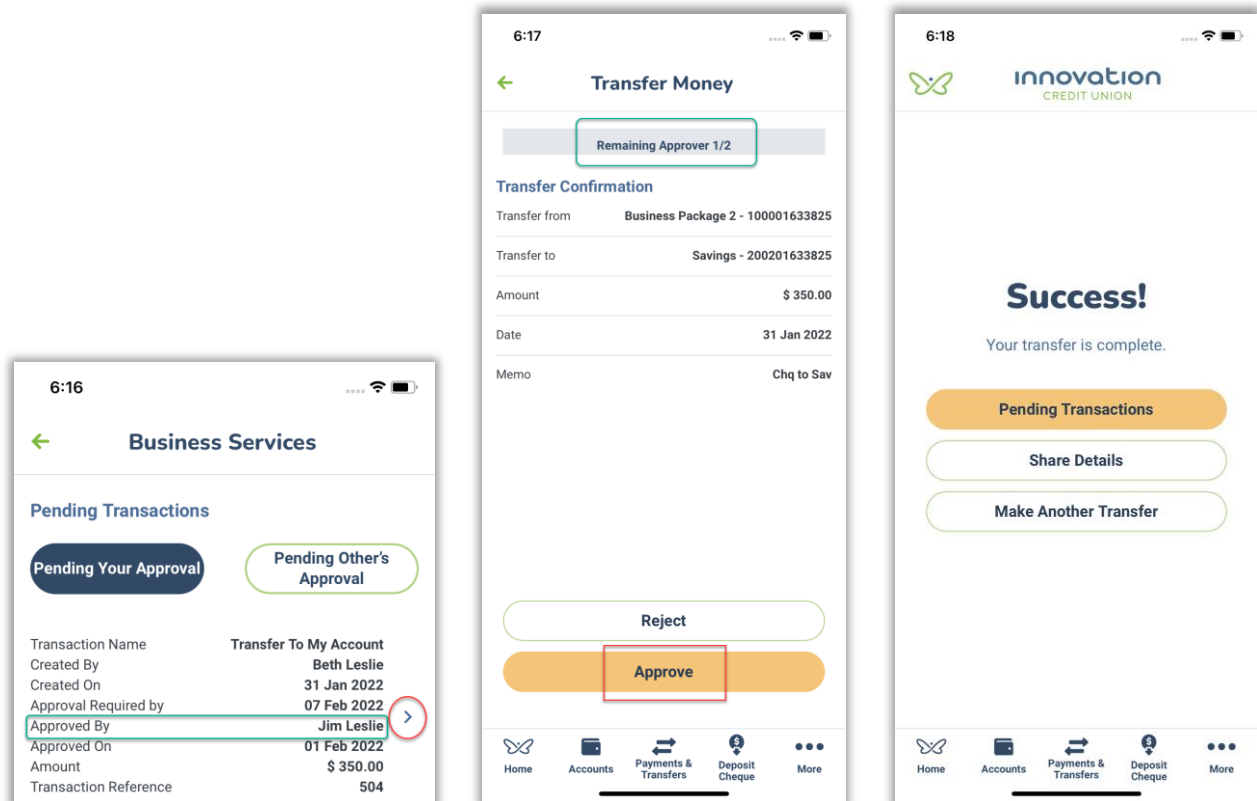 6:16
Business Services
Pending Transactions
Pending Your Approval
Pending Other's
Approval
Transaction Name Transfer To My Account
Created By Beth Leslie
Created On 31 Jan 2022
Approval Required by 07 Feb 2022
Approved By Jim Leslie
Approved On 01 Feb 2022
Amount $ 350.00
Transaction Reference 504
6:17
Transfer Money
Remaining Approver 1/2
Transfer Confirmation
Transfer from Business Package 2 - 100001633825
Transfer to Savings - 200201633825
Amount $ 350.00
Date 31 Jan 2022
Memo Chq to Sav
Reject
Approve
Home
Accounts
Payments &
Transfers
Deposit
Cheque
More
6:18
innovation
CREDIT UNION
Success!
Your transfer is complete.
Pending Transactions
Share Details
Make Another Transfer
Home
Accounts
Payments &
Transfers
Deposit
Cheque
More